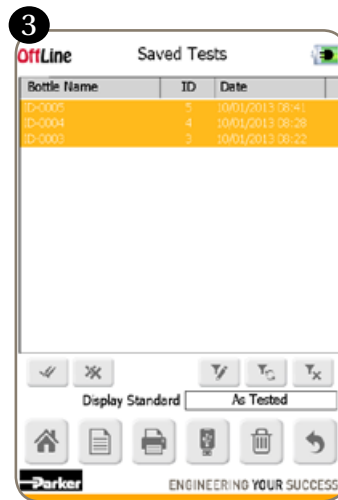 3
OffLine Saved Tests
Bottle Name ID Date
ID-0005 5 10/01/2013 08:41
ID-0004 4 10/01/2013 08:28
ID-0003 3 10/01/2013 08:22
Display Standard As Tested
Parker ENGINEERING YOUR SUCCESS